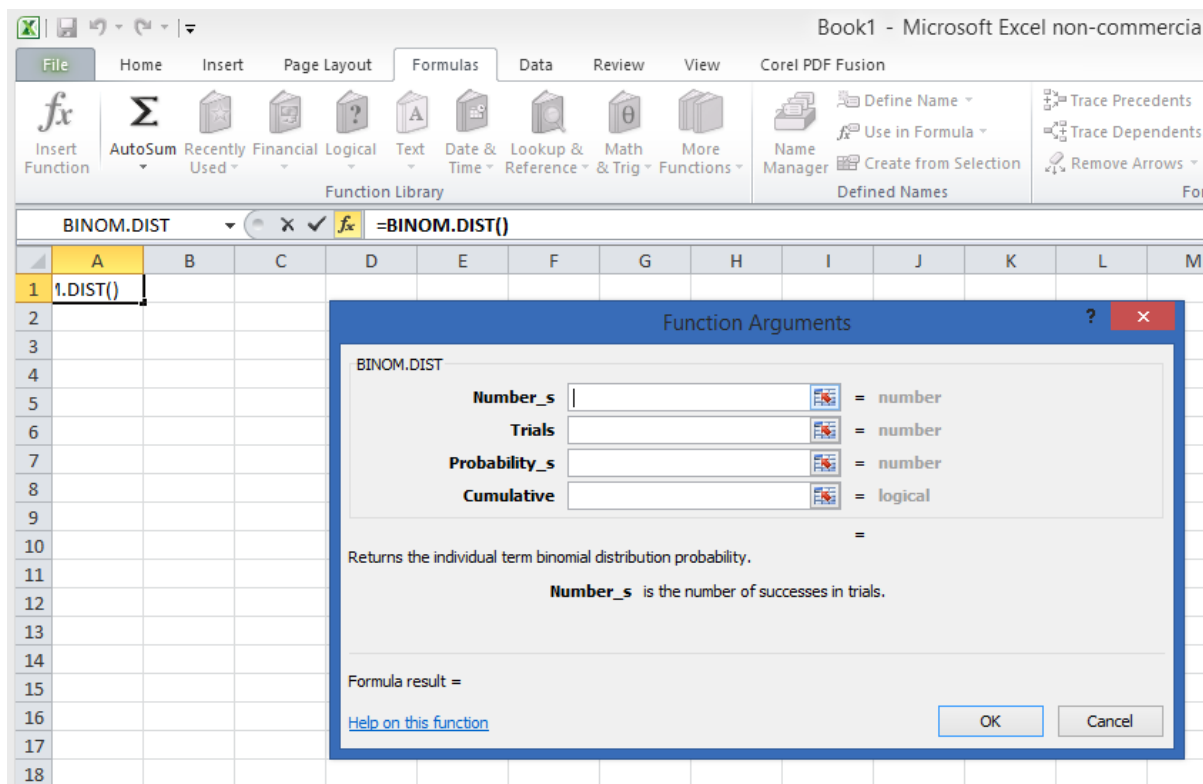 Book1 - Microsoft Excel non-commercia
File Home Insert Page Layout Formulas Data Review View Corel PDF Fusion
fx Σ ? A θ Define Name Trace Precedents
fx Use in Formula Trace Dependents
Insert AutoSum Recently Financial Logical Text Date & Lookup & Math More Name Create from Selection Remove Arrows
Function Used Time Reference & Trig Functions Manager
Function Library Defined Names For
BINOM.DIST fx =BINOM.DIST()
A B C D E F G H I J K L M
1 M.DIST()
2
3
4
5
6
7
8
9
10
11
12
13
14
15
16
17
18
Function Arguments ?
BINOM.DIST
Number_s = number
Trials = number
Probability_s = number
Cumulative = logical
=
Returns the individual term binomial distribution probability.
Number_s is the number of successes in trials.
Formula result =
Help on this function OK Cancel